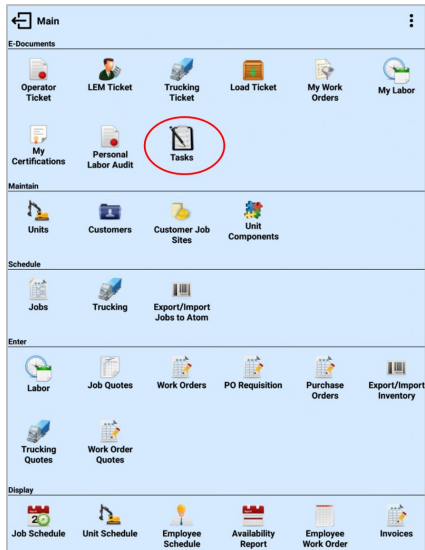 Main
E-Documents
Operator
Ticket
LEM Ticket
Trucking
Ticket
Load Ticket
My Work
Orders
My Labor
My
Certifications
Personal
Labor Audit
Tasks
Maintain
Units
Customers
Customer Job
Sites
Unit
Components
Schedule
Jobs
Trucking
Export/Import
Jobs to Atom
Enter
Labor
Job Quotes
Work Orders
PO Requisition
Purchase
Orders
Export/Import
Inventory
Trucking
Quotes
Work Order
Quotes
Display
Job Schedule
Unit Schedule
Employee
Schedule
Availability
Report
Employee
Work Order
Invoices